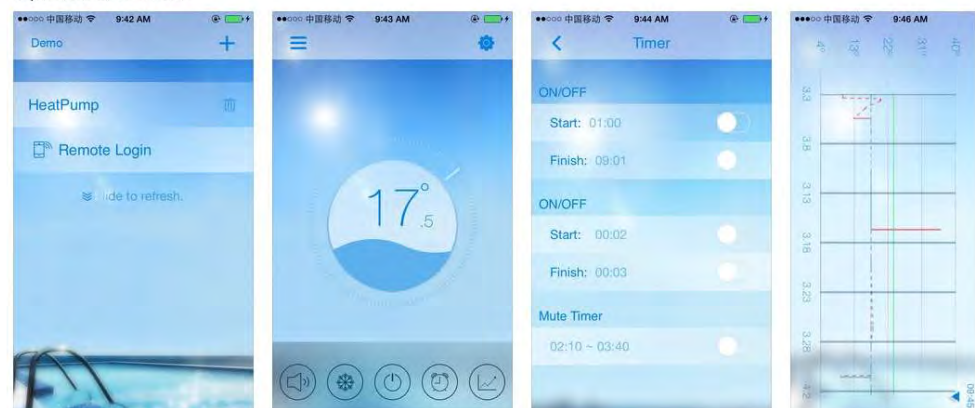 中国移动 9:42 AM
Demo +
HeatPump
Remote Login
ide to refresh.
中国移动 9:43 AM
17°.5
中国移动 9:44 AM
Timer
ON/OFF
Start: 01:00
Finish: 09:01
ON/OFF
Start: 00:02
Finish: 00:03
Mute Timer
02:10 ~ 03:40
中国移动 9:46 AM
4° 13° 22° 31° 40°
3.3
3.8
3.13
3.18
3.23
3.28
4.2
09:45